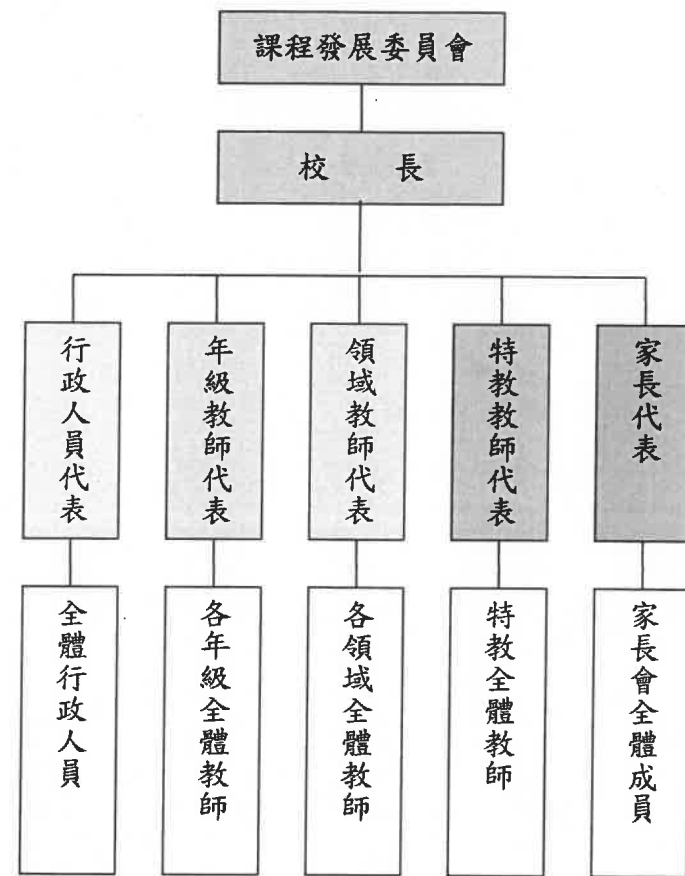 課程發展委員會
校長
行政人員代表
年級教師代表
領域教師代表
特教教師代表
家長代表
全體行政人員
各年級全體教師
各領域全體教師
特教全體教師
家長會全體成員